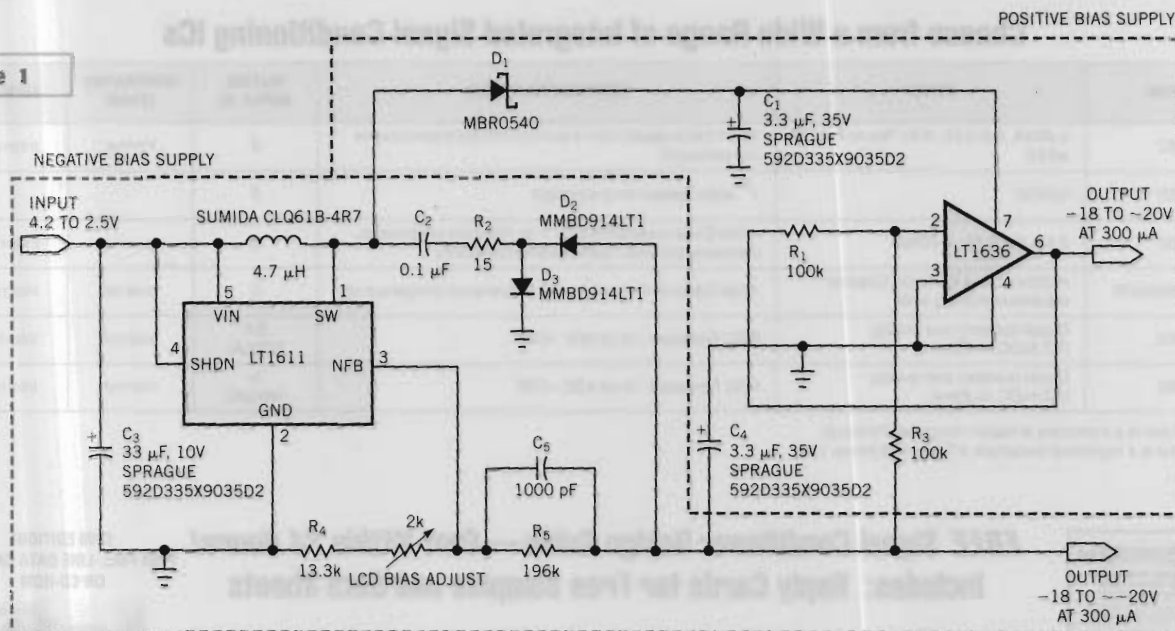 POSITIVE BIAS SUPPLY
e 1
D1
MBR0540
C1
3.3 µF, 35V
SPRAGUE
592D335X9035D2
NEGATIVE BIAS SUPPLY
INPUT
4.2 TO 2.5V
SUMIDA CLQ61B-4R7
4.7 µH
C2
0.1 µF
R2
15
D2
MMBD914LT1
D3
MMBD914LT1
R1
100k
2
3
7
LT1636
6
4
OUTPUT
–18 TO ~20V
AT 300 µA
5
VIN
1
SW
4
SHDN
LT1611
NFB
3
GND
2
C3
33 µF, 10V
SPRAGUE
592D335X9035D2
C5
1000 pF
C4
3.3 µF, 35V
SPRAGUE
592D335X9035D2
R3
100k
R4
13.3k
2k
LCD BIAS ADJUST
R5
196k
OUTPUT
–18 TO ~–20V
AT 300 µA